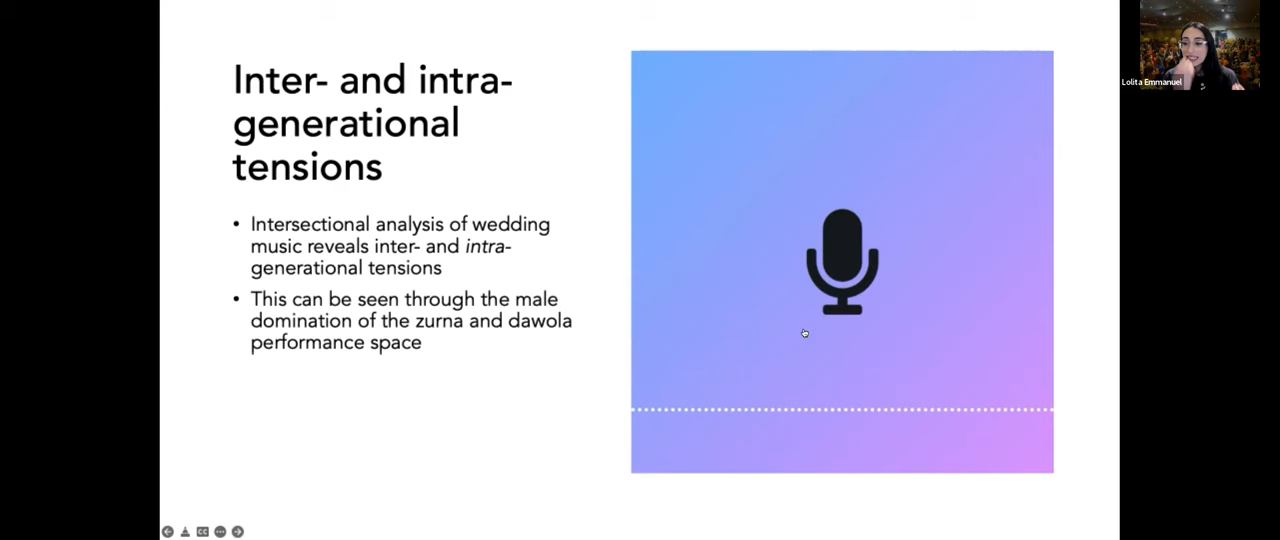 Inter- and intra-
generational
tensions
• Intersectional analysis of wedding
music reveals inter- and intra-
generational tensions
• This can be seen through the male
domination of the zurna and dawola
performance space
Lolita Emmanuel
CC